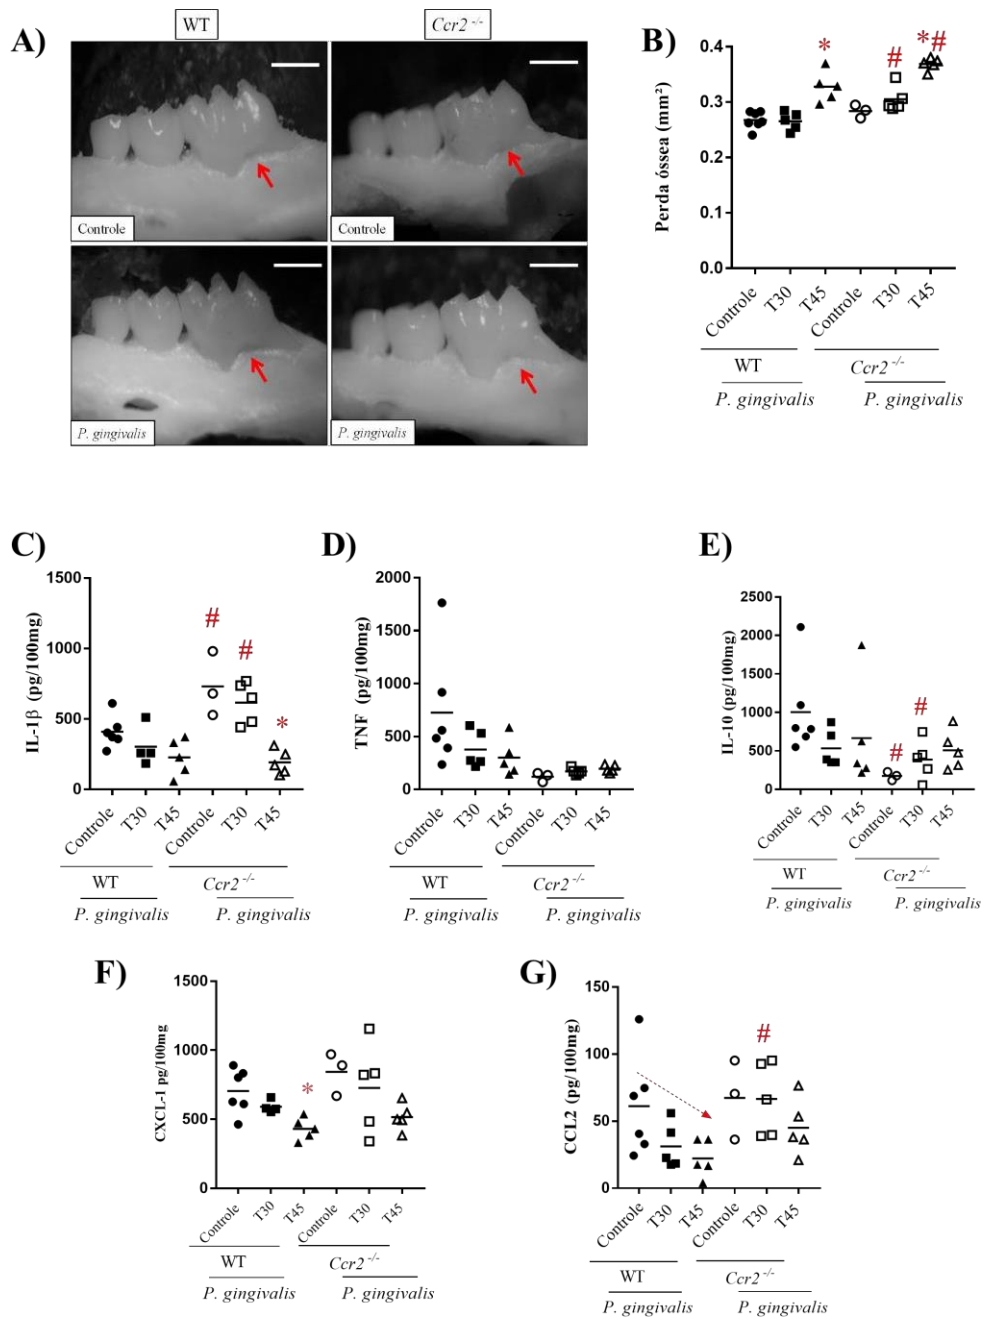 A)
WT
Ccr2 -/-
Controle
Controle
P. gingivalis
P. gingivalis
B)
Perda óssea (mm²)
0.4
0.3
0.2
0.1
0.0
*
#
*#
Controle
T30
T45
Controle
T30
T45
WT
Ccr2 -/-
P. gingivalis
P. gingivalis
C)
IL-1β (pg/100mg)
1500
1000
500
0
#
#
*
Controle
T30
T45
Controle
T30
T45
WT
Ccr2 -/-
P. gingivalis
P. gingivalis
D)
TNF (pg/100mg)
2000
1500
1000
500
0
Controle
T30
T45
Controle
T30
T45
WT
Ccr2 -/-
P. gingivalis
P. gingivalis
E)
IL-10 (pg/100mg)
2500
2000
1500
1000
500
0
#
#
Controle
T30
T45
Controle
T30
T45
WT
Ccr2 -/-
P. gingivalis
P. gingivalis
F)
CXCL-1 pg/100mg
1500
1000
500
0
*
Controle
T30
T45
Controle
T30
T45
WT
Ccr2 -/-
P. gingivalis
P. gingivalis
G)
CCL2 (pg/100mg)
150
100
50
0
#
Controle
T30
T45
Controle
T30
T45
WT
Ccr2 -/-
P. gingivalis
P. gingivalis